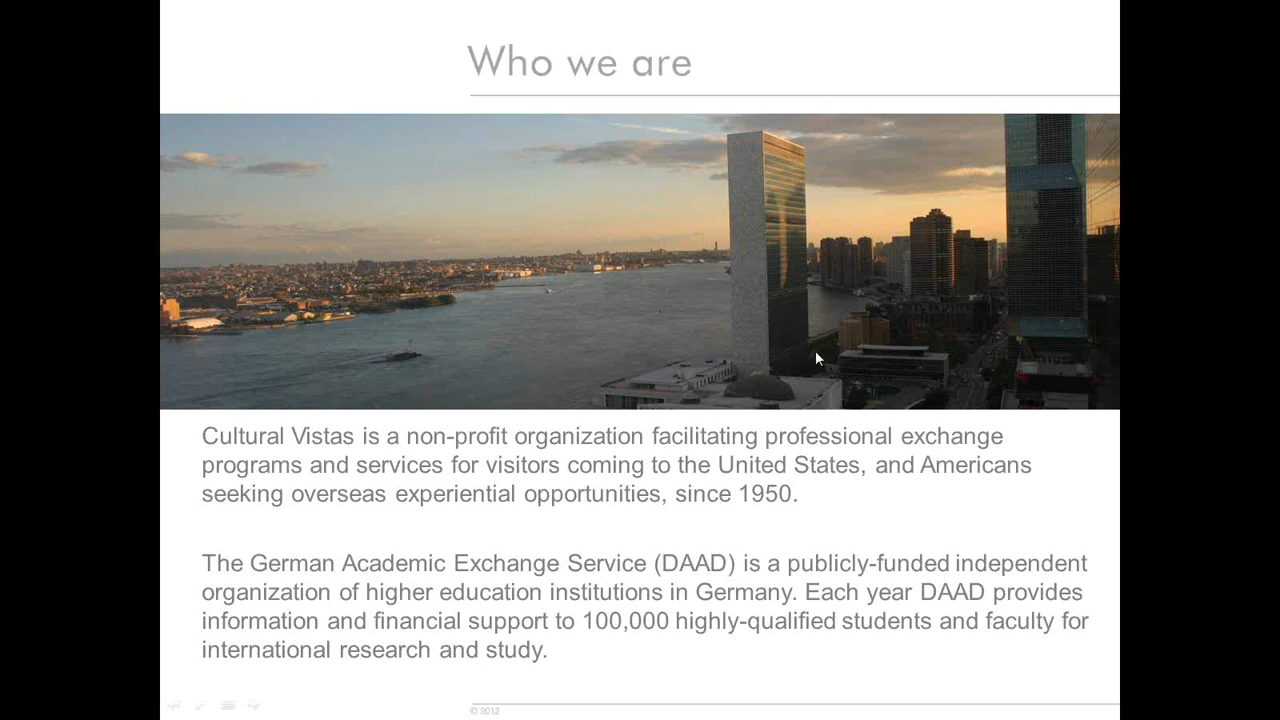 Who we are
Cultural Vistas is a non-profit organization facilitating professional exchange
programs and services for visitors coming to the United States, and Americans
seeking overseas experiential opportunities, since 1950.
The German Academic Exchange Service (DAAD) is a publicly-funded independent
organization of higher education institutions in Germany. Each year DAAD provides
information and financial support to 100,000 highly-qualified students and faculty for
international research and study.
© 2012